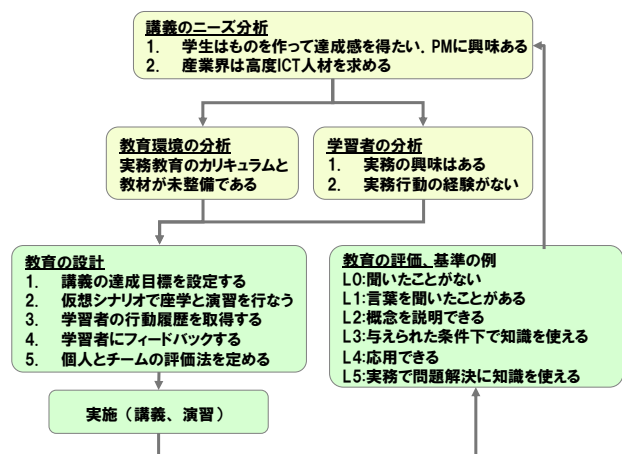 講義のニーズ分析
1. 学生はものを作って達成感を得たい．PMに興味ある
2. 産業界は高度ICT人材を求める
教育環境の分析
実務教育のカリキュラムと
教材が未整備である
学習者の分析
1. 実務の興味はある
2. 実務行動の経験がない
教育の設計
1. 講義の達成目標を設定する
2. 仮想シナリオで座学と演習を行なう
3. 学習者の行動履歴を取得する
4. 学習者にフィードバックする
5. 個人とチームの評価法を定める
教育の評価、基準の例
L0:聞いたことがない
L1:言葉を聞いたことがある
L2:概念を説明できる
L3:与えられた条件下で知識を使える
L4:応用できる
L5:実務で問題解決に知識を使える
実施（講義、演習）